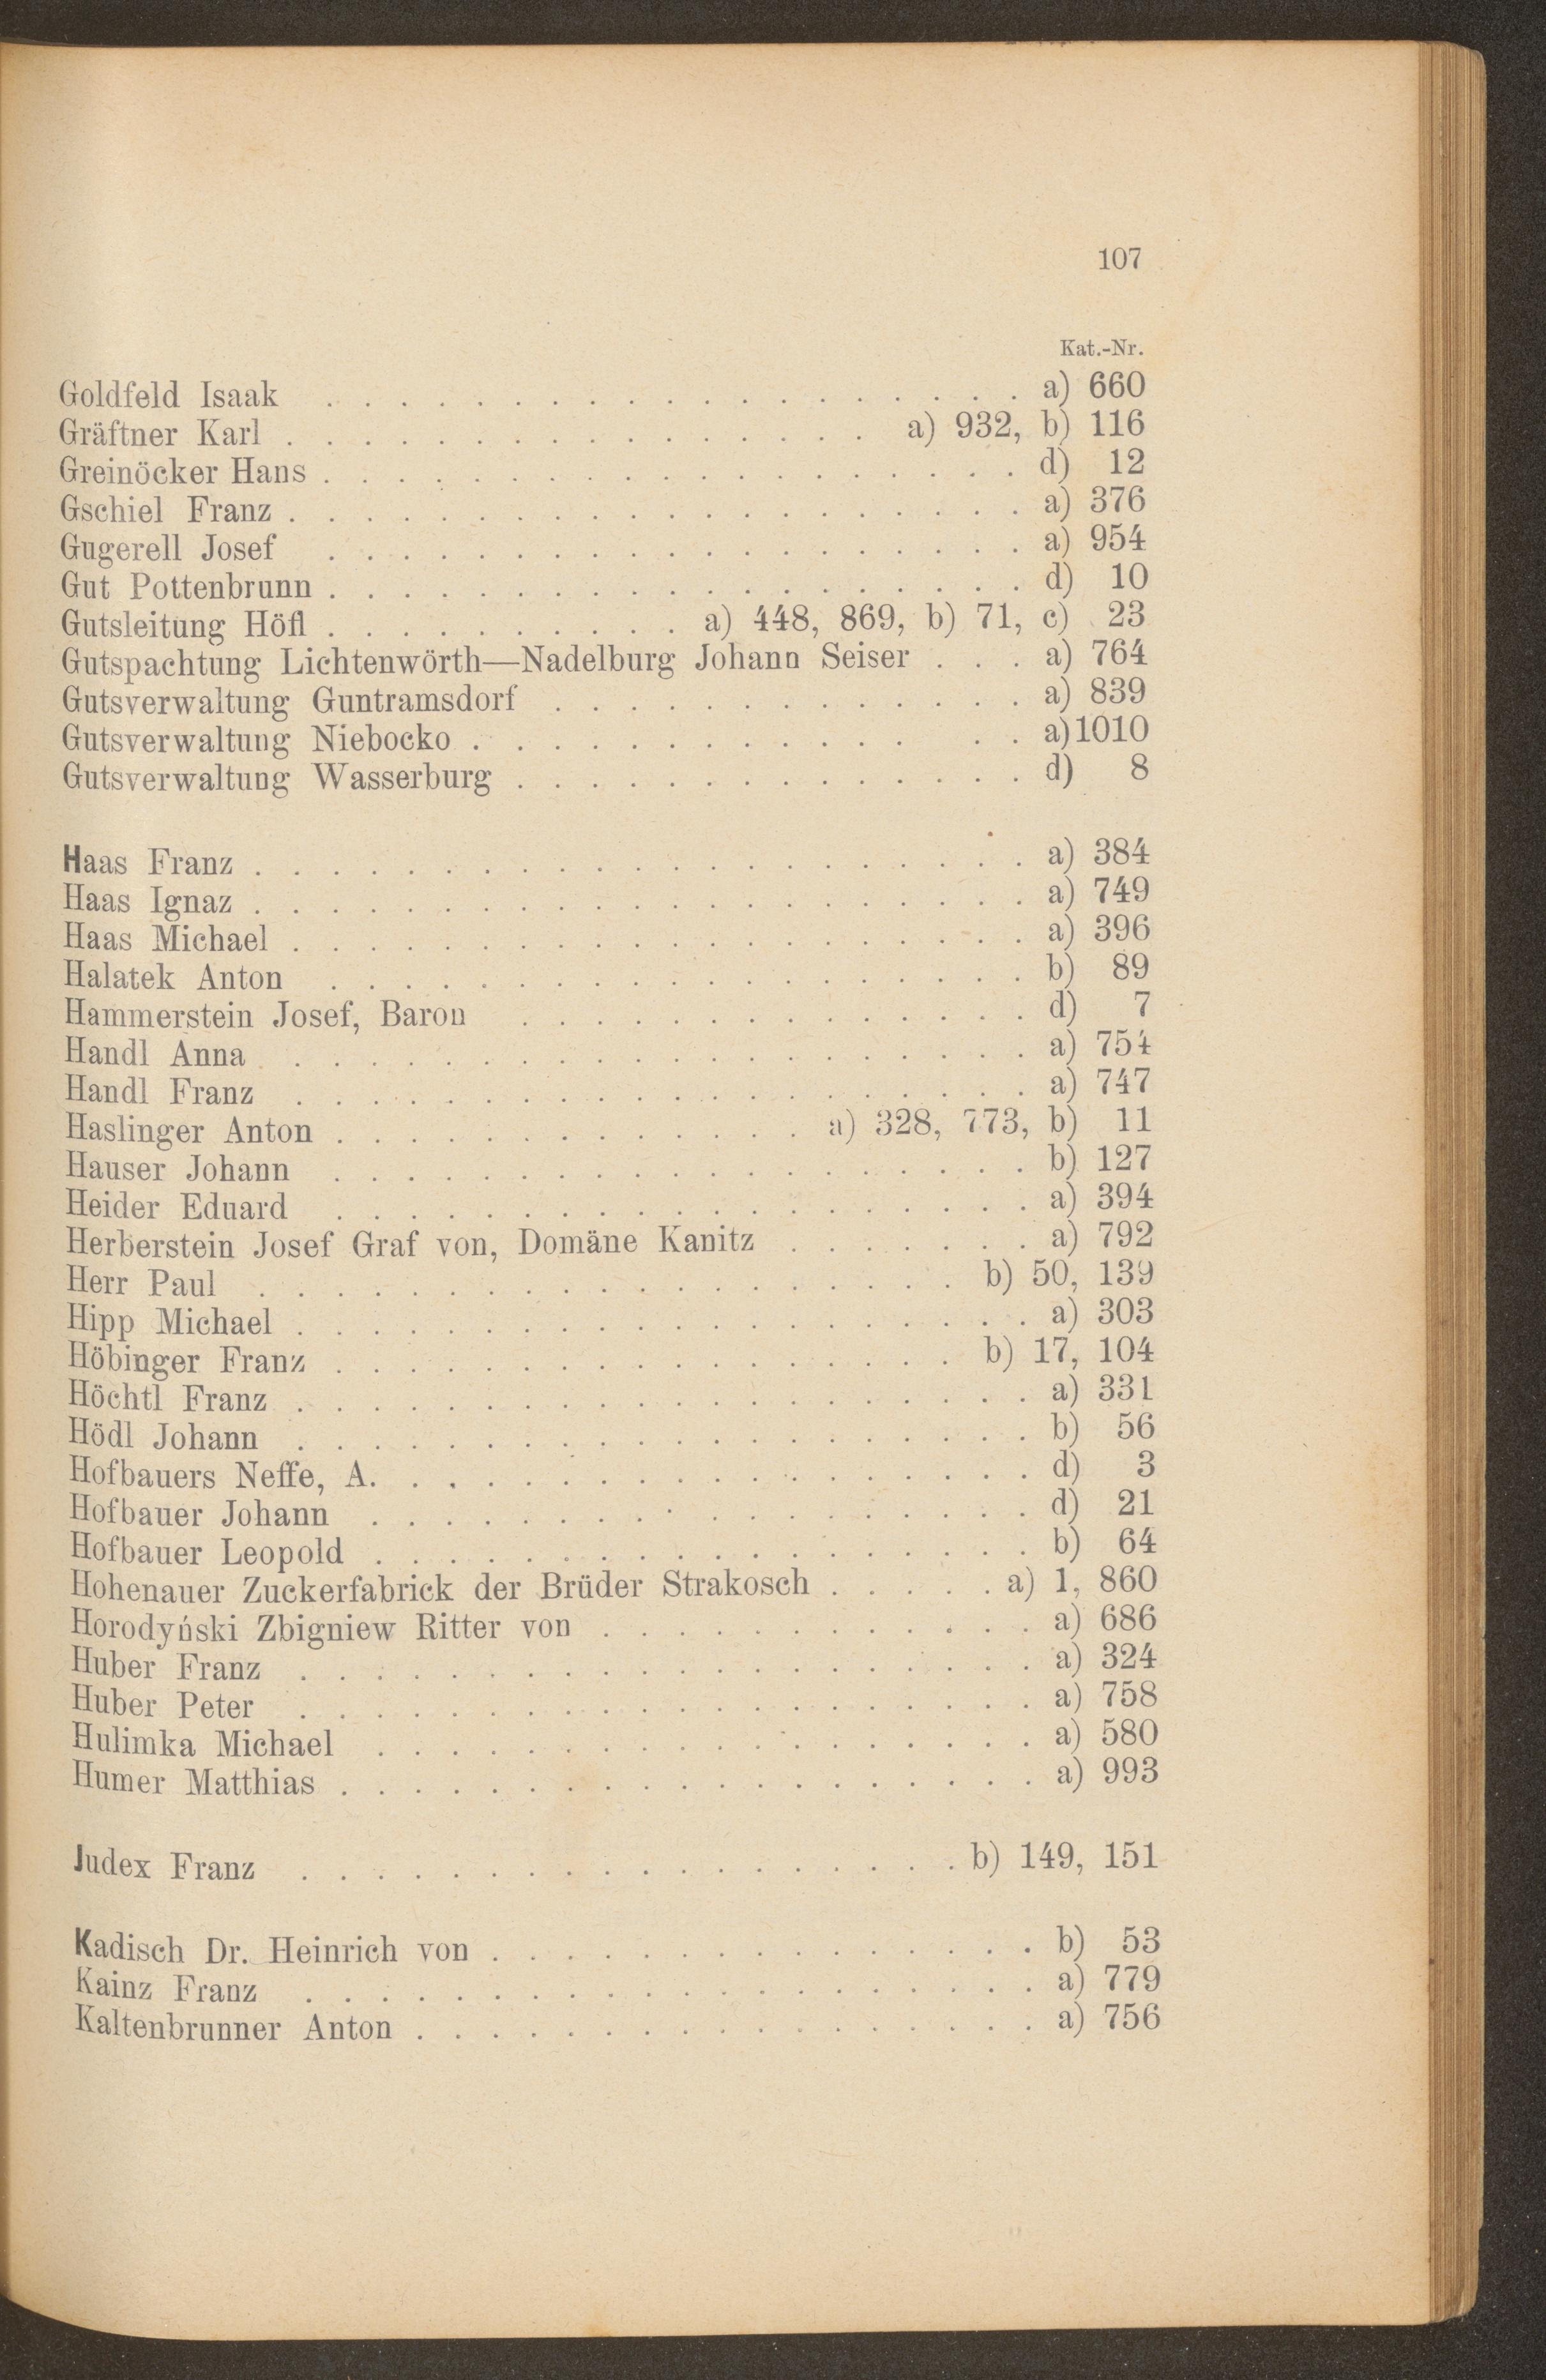 107
Kat.-Nr.
Goldfeld Isaak . . . . . . . . . . . . . . . . . . . a) 660
Gräftner Karl . . . . . . . . . . . . . . . . a) 932, b) 116
Greinöcker Hans . . . . . . . . . . . . . . . . . . . d) 12
Gschiel Franz . . . . . . . . . . . . . . . . . . . . a) 376
Gugerell Josef . . . . . . . . . . . . . . . . . . . a) 954
Gut Pottenbrunn . . . . . . . . . . . . . . . . . . . d) 10
Gutsleitung Höfl . . . . . . . . . . a) 448, 869, b) 71, c) 23
Gutspachtung Lichtenwörth—Nadelburg Johann Seiser . . . a) 764
Gutsverwaltung Guntramsdorf . . . . . . . . . . . . . a) 839
Gutsverwaltung Niebocko . . . . . . . . . . . . . . a) 1010
Gutsverwaltung Wasserburg . . . . . . . . . . . . . . d) 8
Haas Franz . . . . . . . . . . . . . . . . . . . . . a) 384
Haas Ignaz . . . . . . . . . . . . . . . . . . . . . a) 749
Haas Michael . . . . . . . . . . . . . . . . . . . . a) 396
Halatek Anton . . . . . . . . . . . . . . . . . . . b) 89
Hammerstein Josef, Baron . . . . . . . . . . . . . . d) 7
Handl Anna . . . . . . . . . . . . . . . . . . . . a) 754
Handl Franz . . . . . . . . . . . . . . . . . . . . a) 747
Haslinger Anton . . . . . . . . . . . . . a) 328, 773, b) 11
Hauser Johann . . . . . . . . . . . . . . . . . . . b) 127
Heider Eduard . . . . . . . . . . . . . . . . . . . a) 394
Herberstein Josef Graf von, Domäne Kanitz . . . . . . . a) 792
Herr Paul . . . . . . . . . . . . . . . . . . . b) 50, 139
Hipp Michael . . . . . . . . . . . . . . . . . . . . a) 303
Höbinger Franz . . . . . . . . . . . . . . . . . b) 17, 104
Höchtl Franz . . . . . . . . . . . . . . . . . . . . a) 331
Hödl Johann . . . . . . . . . . . . . . . . . . . . b) 56
Hofbauers Neffe, A. . . . . . . . . . . . . . . . . . d) 3
Hofbauer Johann . . . . . . . . . . . . . . . . . . d) 21
Hofbauer Leopold . . . . . . . . . . . . . . . . . . b) 64
Hohenauer Zuckerfabrick der Brüder Strakosch . . . . . a) 1, 860
Horodyński Zbigniew Ritter von . . . . . . . . . . . . a) 686
Huber Franz . . . . . . . . . . . . . . . . . . . . a) 324
Huber Peter . . . . . . . . . . . . . . . . . . . . a) 758
Hulimka Michael . . . . . . . . . . . . . . . . . . a) 580
Humer Matthias . . . . . . . . . . . . . . . . . . . a) 993
Judex Franz . . . . . . . . . . . . . . . . . . b) 149, 151
Kadisch Dr. Heinrich von . . . . . . . . . . . . . . . b) 53
Kainz Franz . . . . . . . . . . . . . . . . . . . . a) 779
Kaltenbrunner Anton . . . . . . . . . . . . . . . . . a) 756